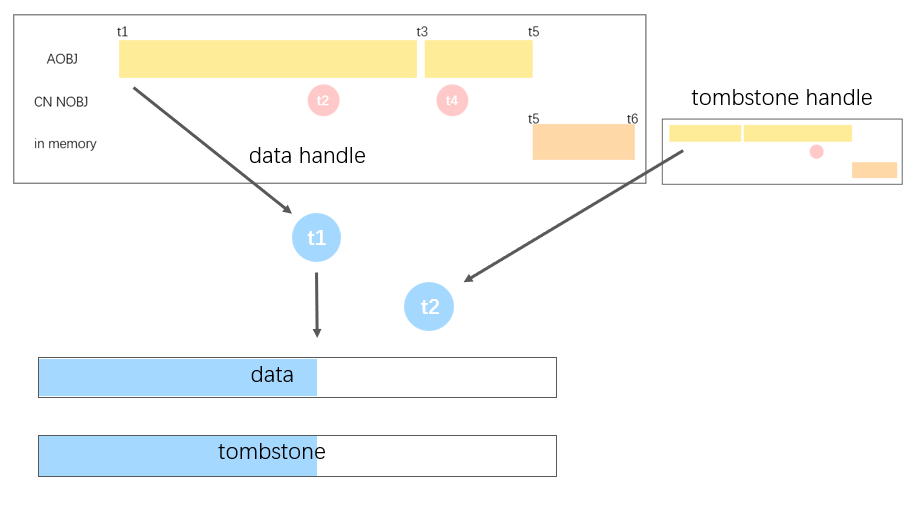 t1 t3 t5
AOBJ
CN NOBJ t2 t4
t5 t6
in memory
data handle
tombstone handle
t1
t2
data
tombstone